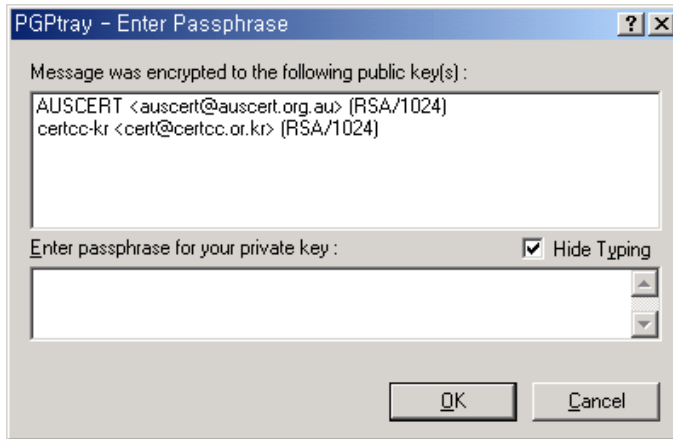 PGPtray - Enter Passphrase
Message was encrypted to the following public key(s) :
AUSCERT <auscert@auscert.org.au> (RSA/1024)
certcc-kr <cert@certcc.or.kr> (RSA/1024)
Enter passphrase for your private key :
Hide Typing
OK
Cancel